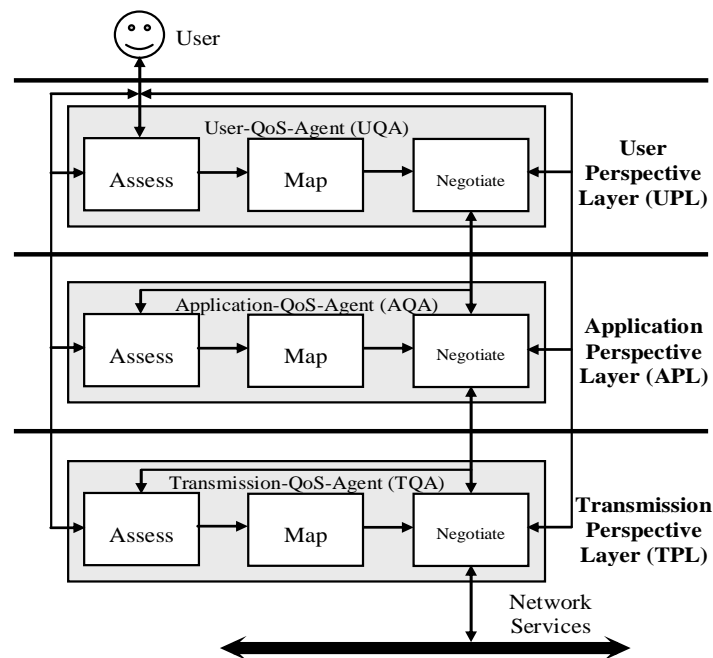 User
User-QoS-Agent (UQA)
Assess
Map
Negotiate
User
Perspective
Layer (UPL)
Application-QoS-Agent (AQA)
Assess
Map
Negotiate
Application
Perspective
Layer (APL)
Transmission-QoS-Agent (TQA)
Assess
Map
Negotiate
Transmission
Perspective
Layer (TPL)
Network
Services